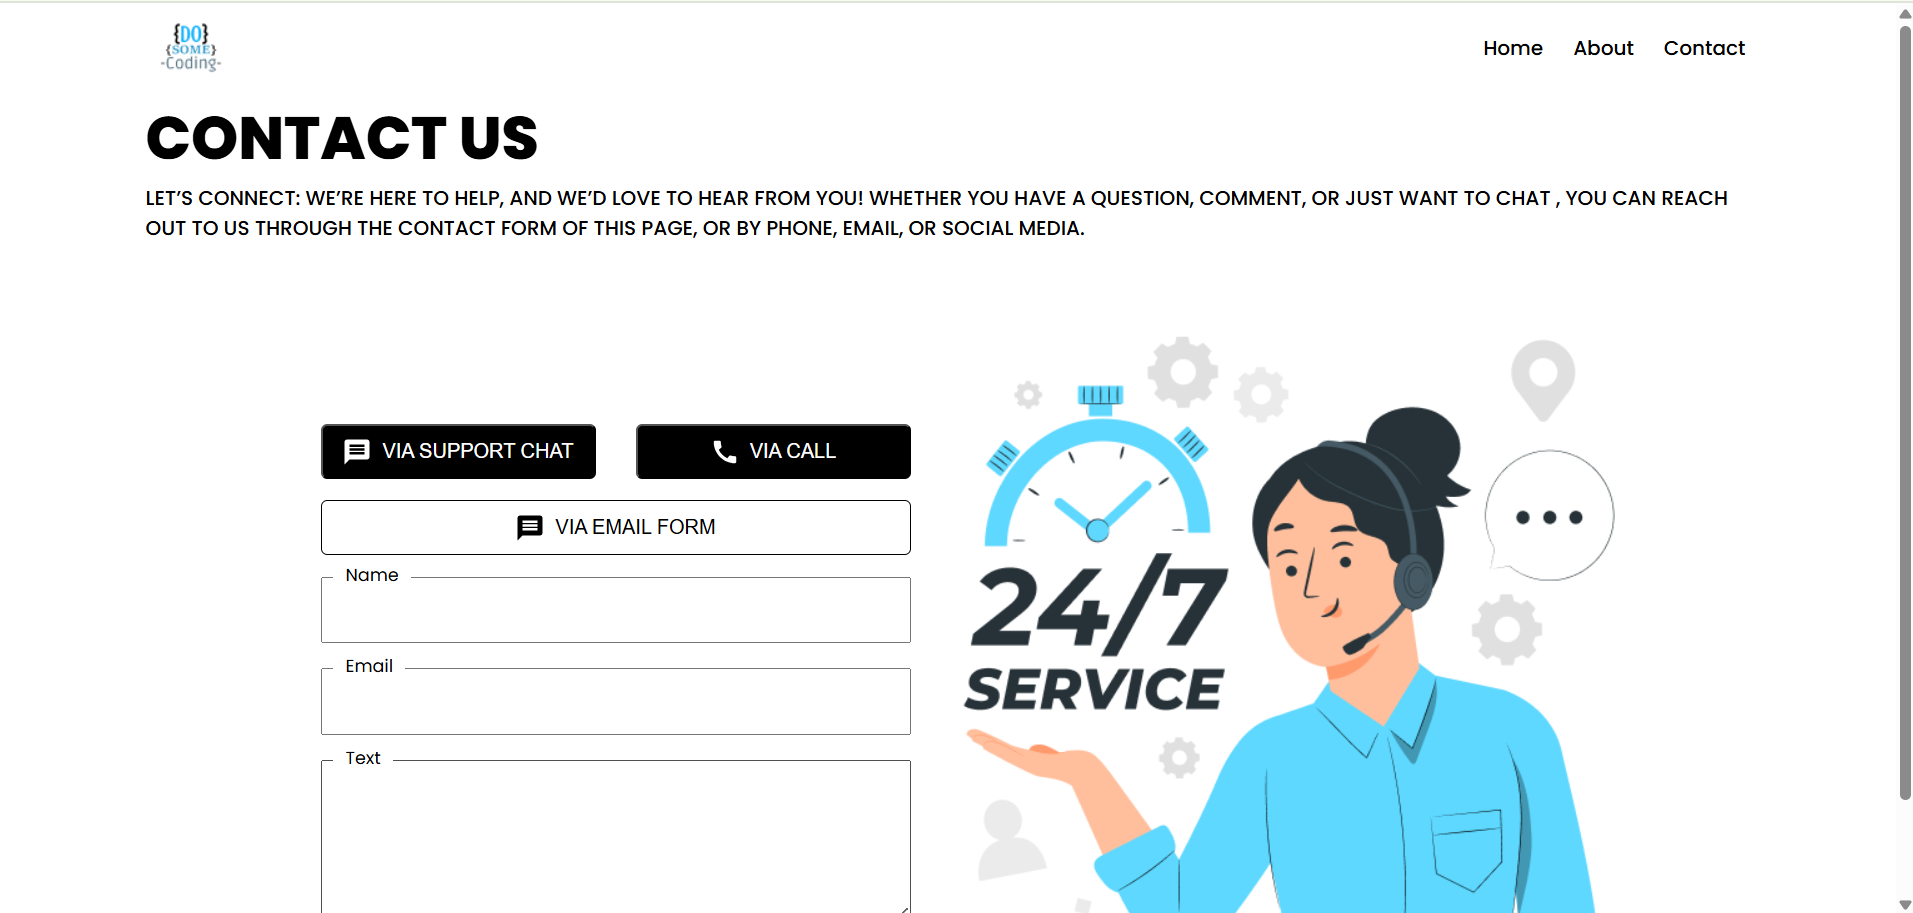 {DO}
{SOME}
-Coding-
Home About Contact
CONTACT US
LET’S CONNECT: WE’RE HERE TO HELP, AND WE’D LOVE TO HEAR FROM YOU! WHETHER YOU HAVE A QUESTION, COMMENT, OR JUST WANT TO CHAT , YOU CAN REACH
OUT TO US THROUGH THE CONTACT FORM OF THIS PAGE, OR BY PHONE, EMAIL, OR SOCIAL MEDIA.
VIA SUPPORT CHAT
VIA CALL
VIA EMAIL FORM
Name
Email
Text
24/7
SERVICE